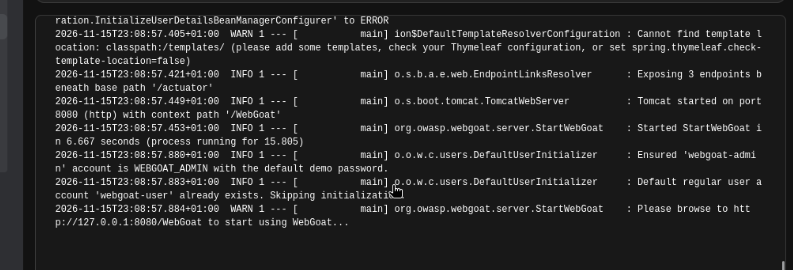 ration.InitializeUserDetailsBeanManagerConfigurer' to ERROR
2026-11-15T23:08:57.405+01:00  WARN 1 --- [           main] ion$DefaultTemplateResolverConfiguration : Cannot find template l
ocation: classpath:/templates/ (please add some templates, check your Thymeleaf configuration, or set spring.thymeleaf.check-
template-location=false)
2026-11-15T23:08:57.421+01:00  INFO 1 --- [           main] o.s.b.a.e.web.EndpointLinksResolver      : Exposing 3 endpoints b
eneath base path '/actuator'
2026-11-15T23:08:57.449+01:00  INFO 1 --- [           main] o.s.boot.tomcat.TomcatWebServer          : Tomcat started on port
8080 (http) with context path '/WebGoat'
2026-11-15T23:08:57.453+01:00  INFO 1 --- [           main] org.owasp.webgoat.server.StartWebGoat    : Started StartWebGoat i
n 6.667 seconds (process running for 15.805)
2026-11-15T23:08:57.880+01:00  INFO 1 --- [           main] o.o.w.c.users.DefaultUserInitializer     : Ensured 'webgoat-admi
n' account is WEBGOAT_ADMIN with the default demo password.
2026-11-15T23:08:57.883+01:00  INFO 1 --- [           main] o.o.w.c.users.DefaultUserInitializer     : Default regular user a
ccount 'webgoat-user' already exists. Skipping
2026-11-15T23:08:57.884+01:00  WARN 1 --- [           main] org.owasp.webgoat.server.StartWebGoat    : Please browse to htt
p://127.0.0.1:8080/WebGoat to start using WebGoat...